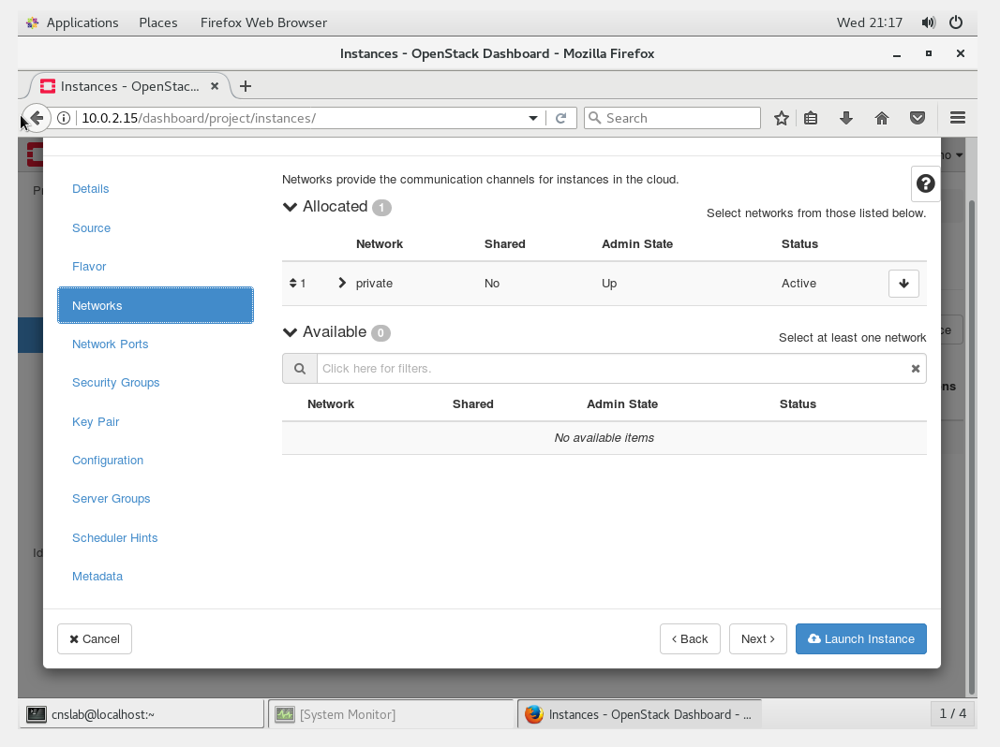 Applications Places Firefox Web Browser Wed 21:17
Instances - OpenStack Dashboard - Mozilla Firefox
Instances - OpenStac...
10.0.2.15/dashboard/project/instances/ Search
Networks provide the communication channels for instances in the cloud.
Details
Allocated 1
Select networks from those listed below.
Source
Network Shared Admin State Status
Flavor
1 private No Up Active
Networks
Available 0
Select at least one network
Network Ports
Click here for filters.
Security Groups
Network Shared Admin State Status
Key Pair
No available items
Configuration
Server Groups
Scheduler Hints
Metadata
Cancel Back Next Launch Instance
cnslab@localhost:~ [System Monitor] Instances - OpenStack Dashboard - ... 1 / 4